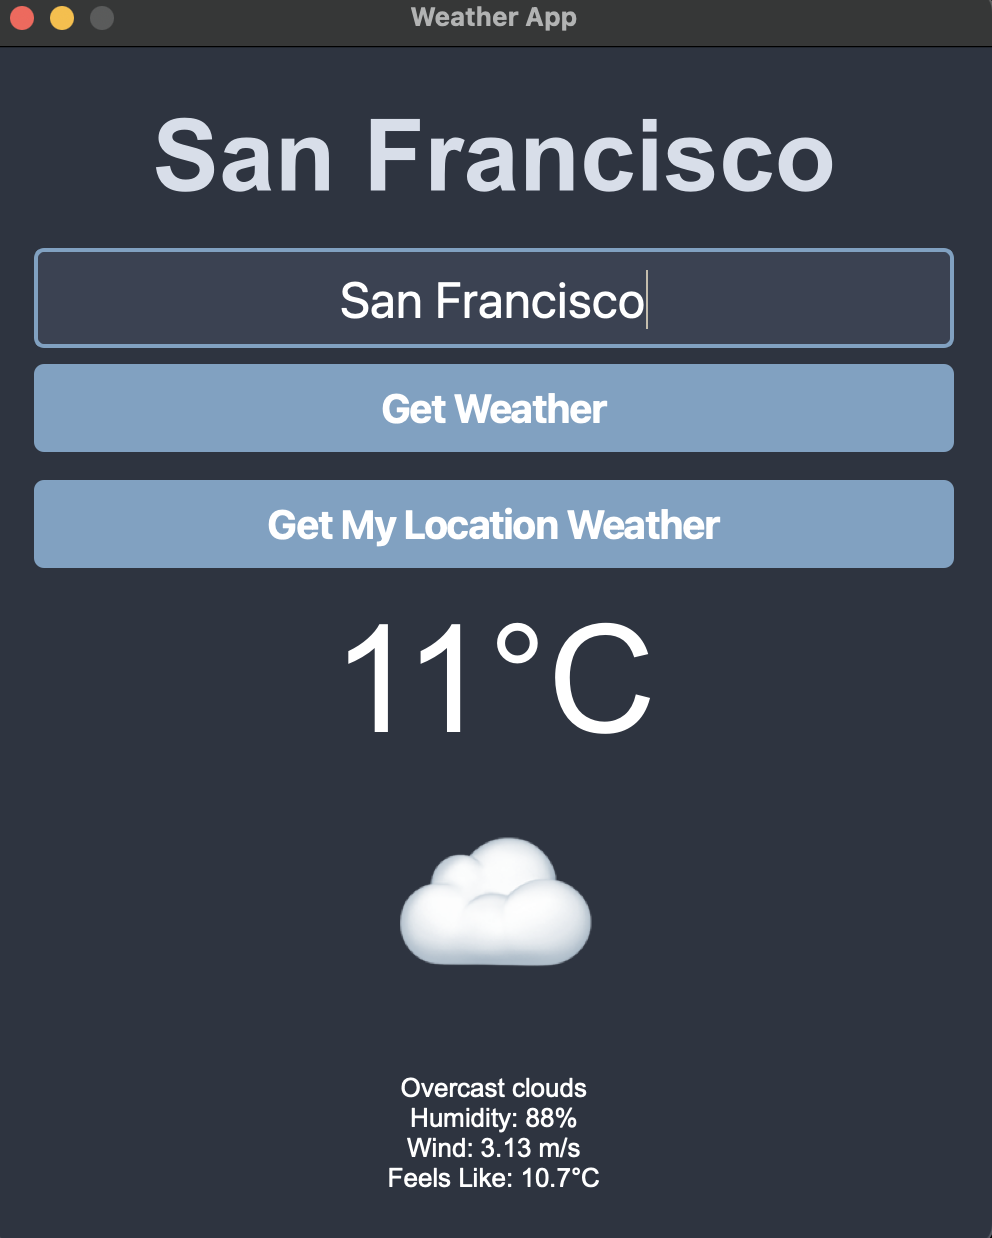 Weather App
San Francisco
San Francisco
Get Weather
Get My Location Weather
11°C
Overcast clouds
Humidity: 88%
Wind: 3.13 m/s
Feels Like: 10.7°C